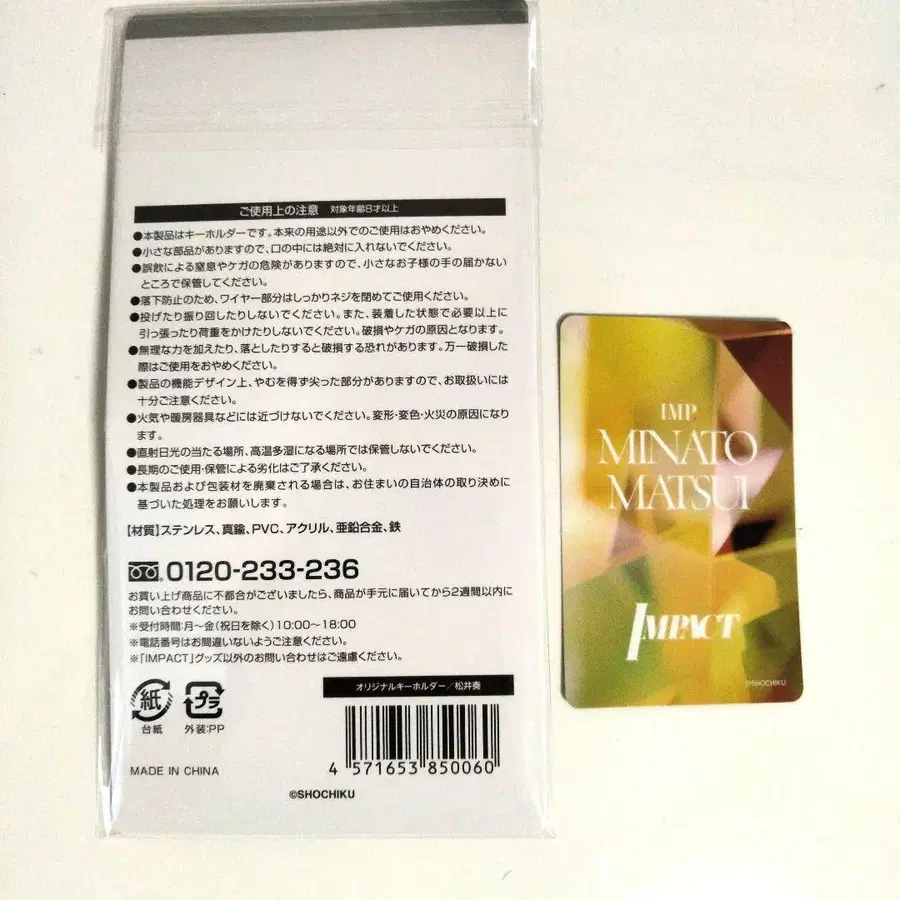 ご使用上の注意 対象年齢8才以上
●本製品はキーホルダーです。本来の用途以外でのご使用はおやめください。
●小さな部品がありますので、口の中には絶対に入れないでください。
●誤飲による窒息やケガの危険がありますので、小さなお子様の手の届かない
ところで保管してください。
●落下防止のため、ワイヤー部分はしっかりネジを閉めてご使用ください。
●投げたり振り回したりしないでください。また、装着した状態で必要以上に
引っ張ったり荷重をかけたりしないでください。破損やケガの原因となります。
●無理な力を加えたり、落としたりすると破損する恐れがあります。万一破損した
際はご使用をおやめください。
●製品の機能デザイン上、やむを得ず尖った部分がありますので、お取扱いには
十分ご注意ください。
●火気や暖房器具などには近づけないでください。変形・変色・火災の原因になり
ます。
●直射日光の当たる場所、高温多湿になる場所では保管しないでください。
●長期のご使用・保管による劣化はご了承ください。
●本製品および包装材を廃棄される場合は、お住まいの自治体の取り決めに
基づいた処理をお願いします。
【材質】ステンレス、真鍮、PVC、アクリル、亜鉛合金、鉄
0120-233-236
お買い上げ商品に不都合がございましたら、商品が手元に届いてから2週間以内に
お問い合わせください。
※受付時間:月〜金(祝日を除く)10:00〜18:00
※電話番号はお間違いないようご注意ください。
※「IMPACT」グッズ以外のお問い合わせはご遠慮ください。
オリジナルキーホルダー/松井奏
紙
台紙
プラ
外装:PP
4 571653 850060
MADE IN CHINA
©SHOCHIKU
IMP.
MINATO
MATSUI
IMPACT
©SHOCHIKU